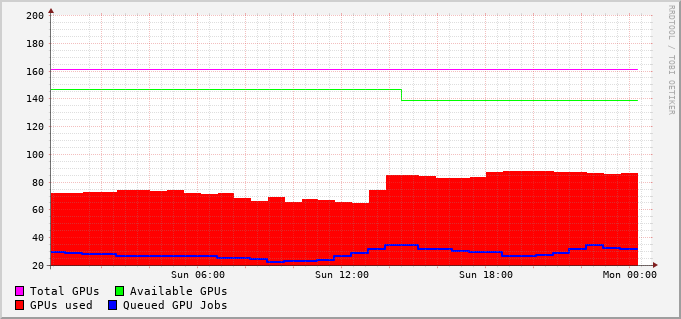 200
180
160
140
120
100
80
60
40
20
Sun 06:00 Sun 12:00 Sun 18:00 Mon 00:00
Total GPUs Available GPUs
GPUs used Queued GPU Jobs
RRDTOOL / TOBI OETIKER